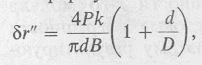 δr″ = 4Pk/πdB (1 + d/D),